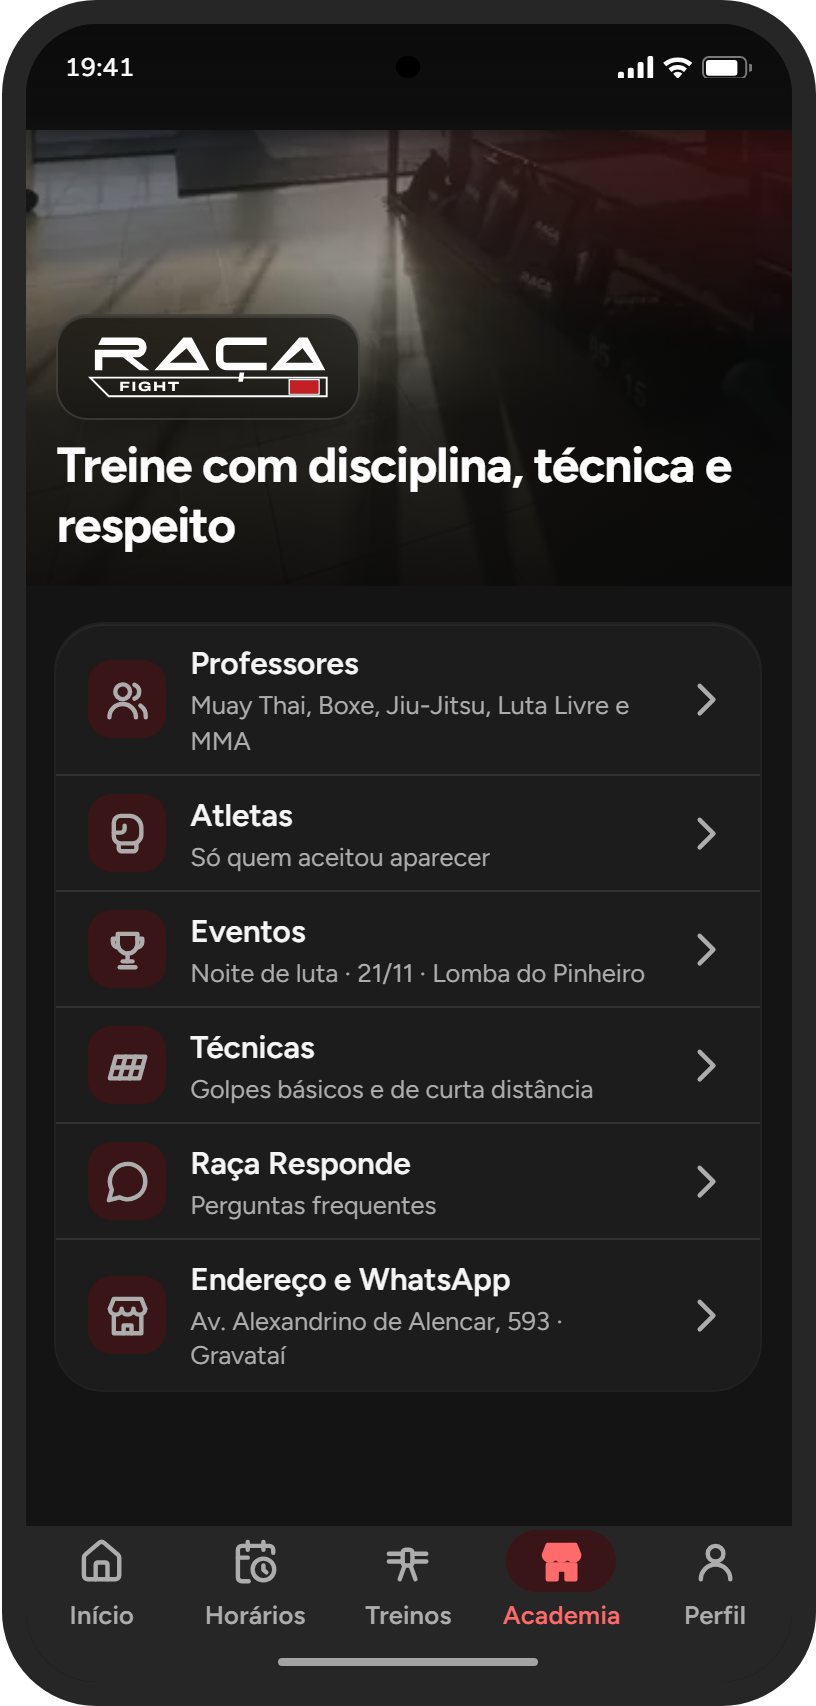 19:41
RAÇA
FIGHT
Treine com disciplina, técnica e
respeito
Professores
Muay Thai, Boxe, Jiu-Jitsu, Luta Livre e
MMA
Atletas
Só quem aceitou aparecer
Eventos
Noite de luta · 21/11 · Lomba do Pinheiro
Técnicas
Golpes básicos e de curta distância
Raça Responde
Perguntas frequentes
Endereço e WhatsApp
Av. Alexandrino de Alencar, 593 ·
Gravataí
Início
Horários
Treinos
Academia
Perfil